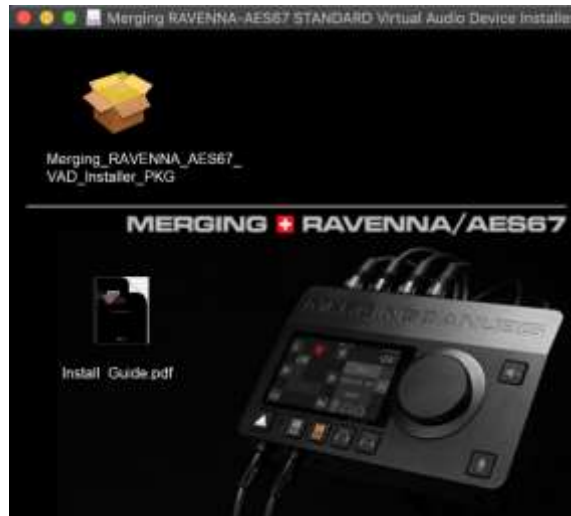 Merging RAVENNA-AES67 STANDARD Virtual Audio Device Installe
Merging_RAVENNA_AES67_
VAD_Installer_PKG
MERGING RAVENNA/AES67
Install Guide.pdf